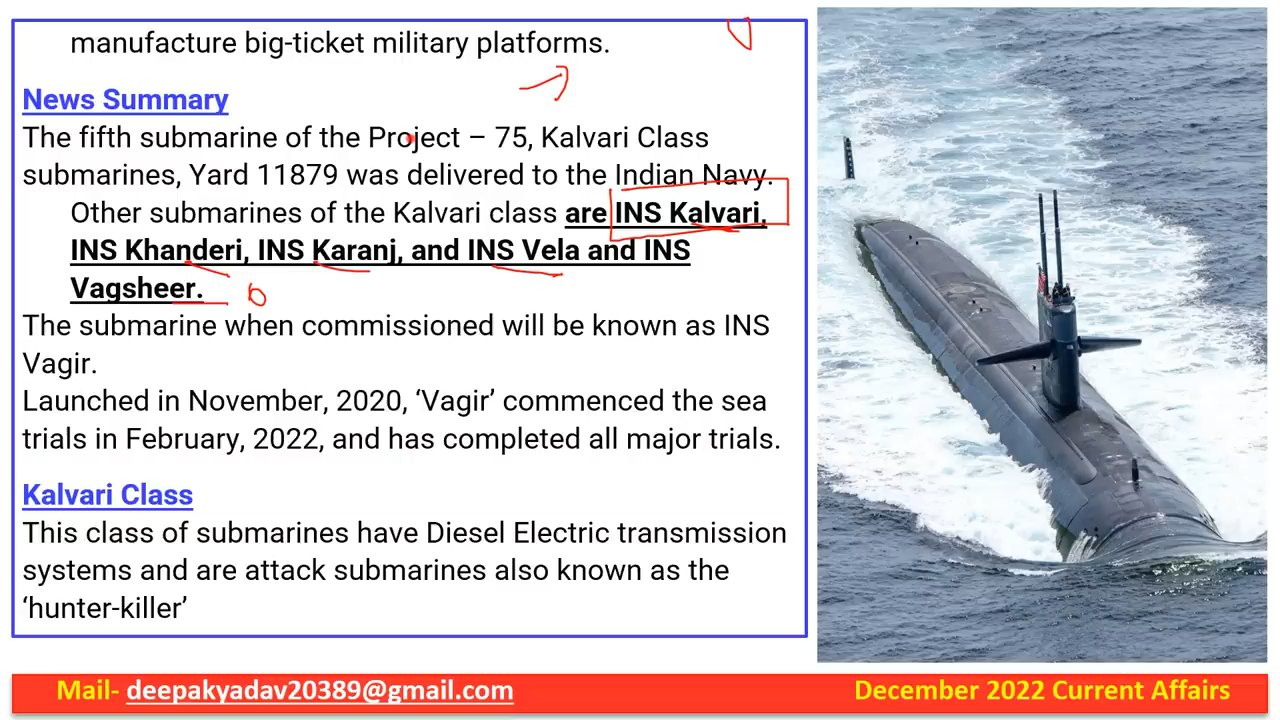 manufacture big-ticket military platforms.
News Summary
The fifth submarine of the Project – 75, Kalvari Class
submarines, Yard 11879 was delivered to the Indian Navy.
Other submarines of the Kalvari class are INS Kalvari,
INS Khanderi, INS Karanj, and INS Vela and INS
Vagsheer.
The submarine when commissioned will be known as INS
Vagir.
Launched in November, 2020, ‘Vagir’ commenced the sea
trials in February, 2022, and has completed all major trials.
Kalvari Class
This class of submarines have Diesel Electric transmission
systems and are attack submarines also known as the
‘hunter-killer’
Mail- deepakyadav20389@gmail.com
December 2022 Current Affairs